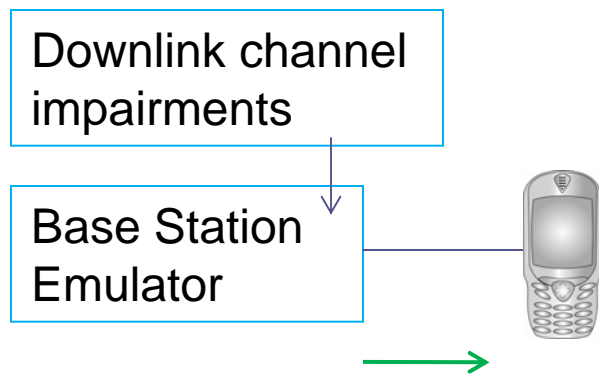 Downlink channel
impairments
Base Station
Emulator